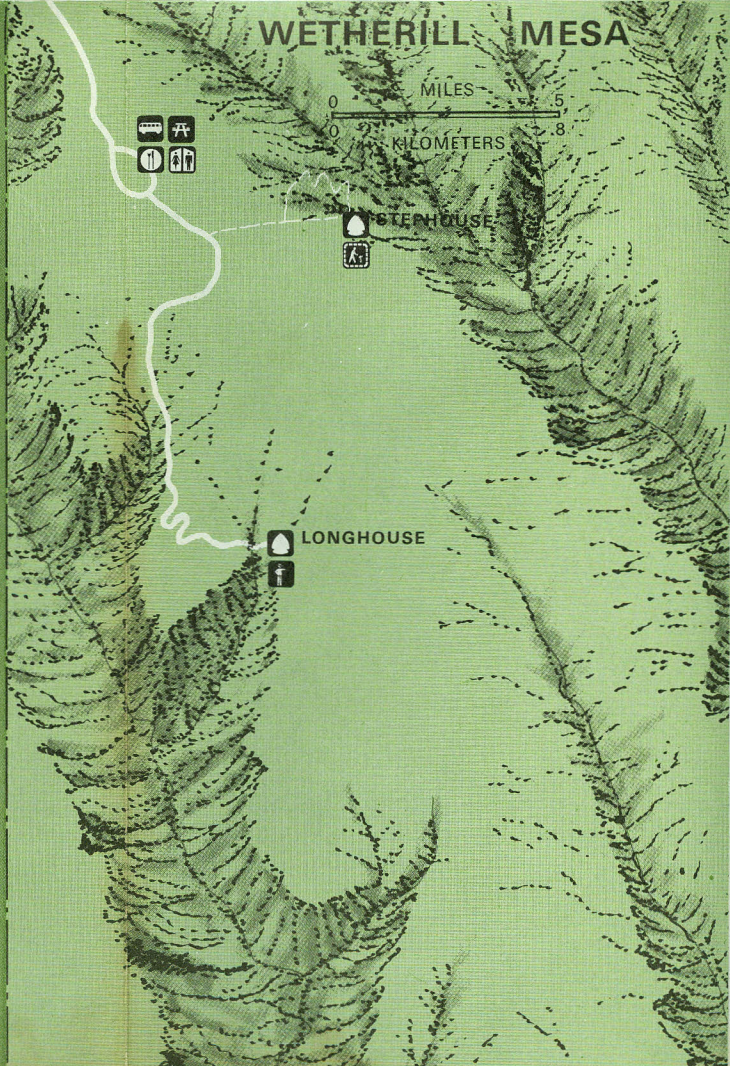 WETHERILL MESA
MILES
0 .5
0 .8
KILOMETERS
STEPHOUSE
LONGHOUSE